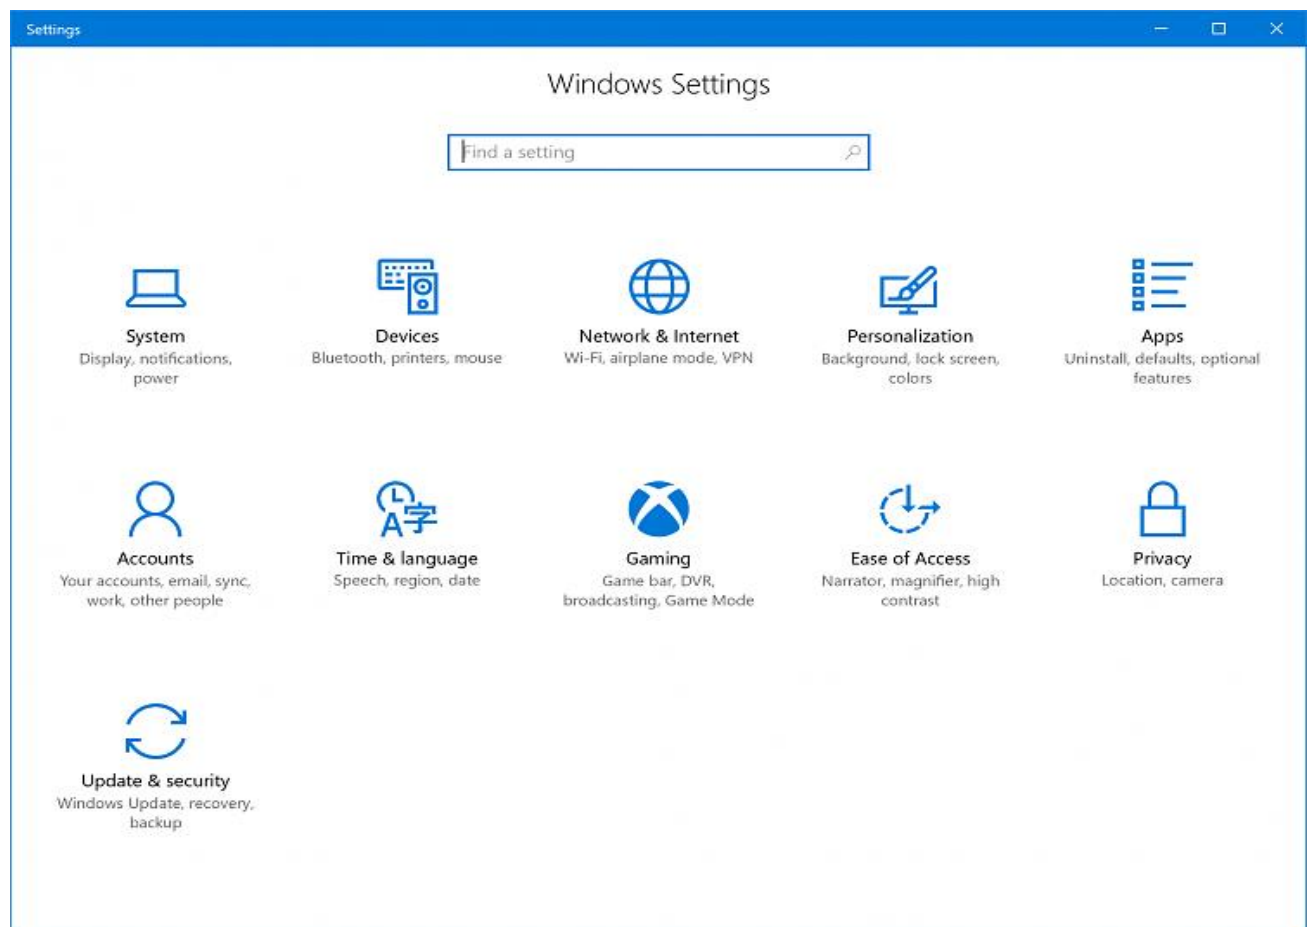 Settings
Windows Settings
Find a setting
System
Display, notifications,
power
Devices
Bluetooth, printers, mouse
Network & Internet
Wi-Fi, airplane mode, VPN
Personalization
Background, lock screen,
colors
Apps
Uninstall, defaults, optional
features
Accounts
Your accounts, email, sync,
work, other people
Time & language
Speech, region, date
Gaming
Game bar, DVR,
broadcasting, Game Mode
Ease of Access
Narrator, magnifier, high
contrast
Privacy
Location, camera
Update & security
Windows Update, recovery,
backup